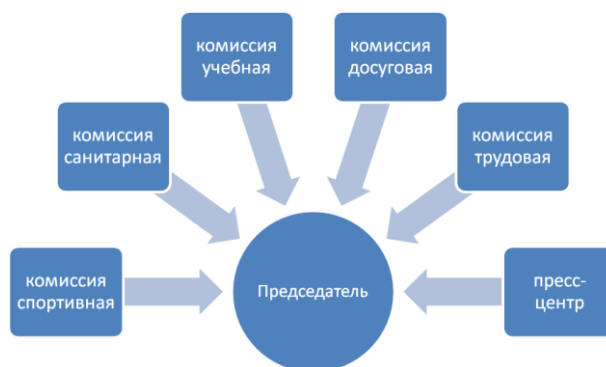 комиссия
учебная
комиссия
досуговая
комиссия
санитарная
комиссия
трудовая
комиссия
спортивная
Председатель
пресс-
центр